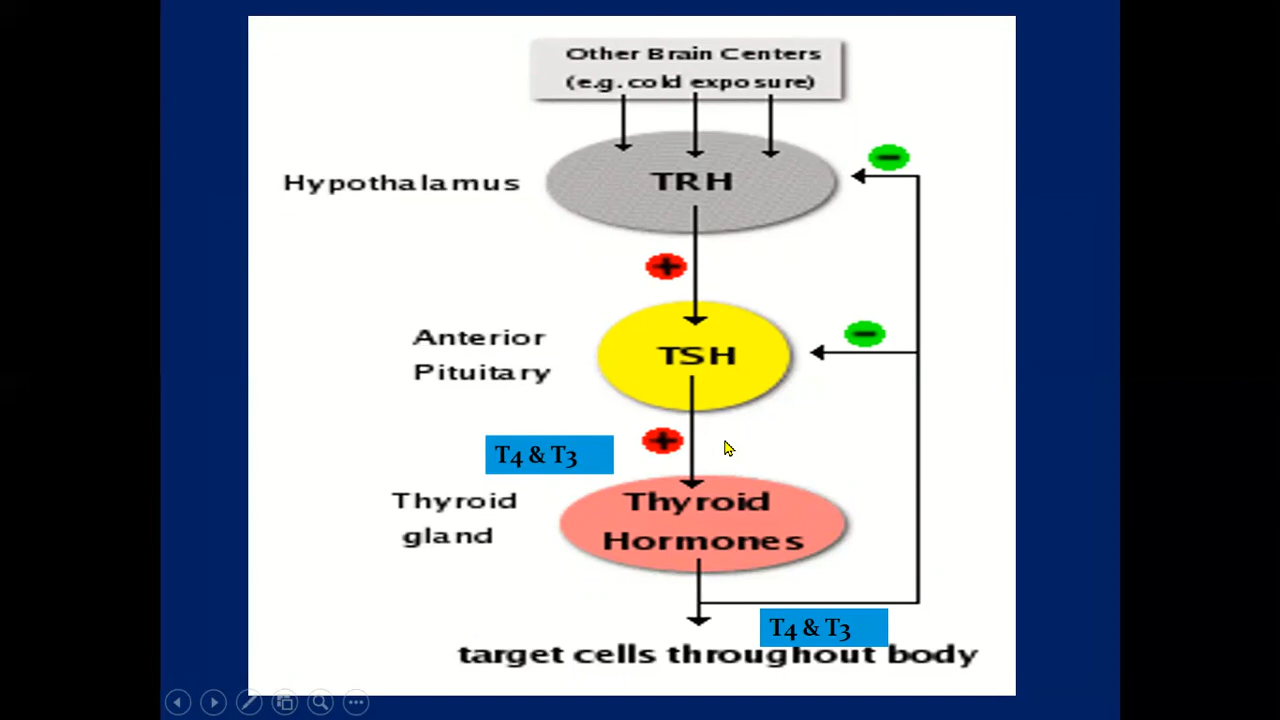 Other Brain Centers
(e.g. cold exposure)
Hypothalamus
TRH
Anterior
Pituitary
TSH
T4 & T3
Thyroid
gland
Thyroid
Hormones
T4 & T3
target cells throughout body